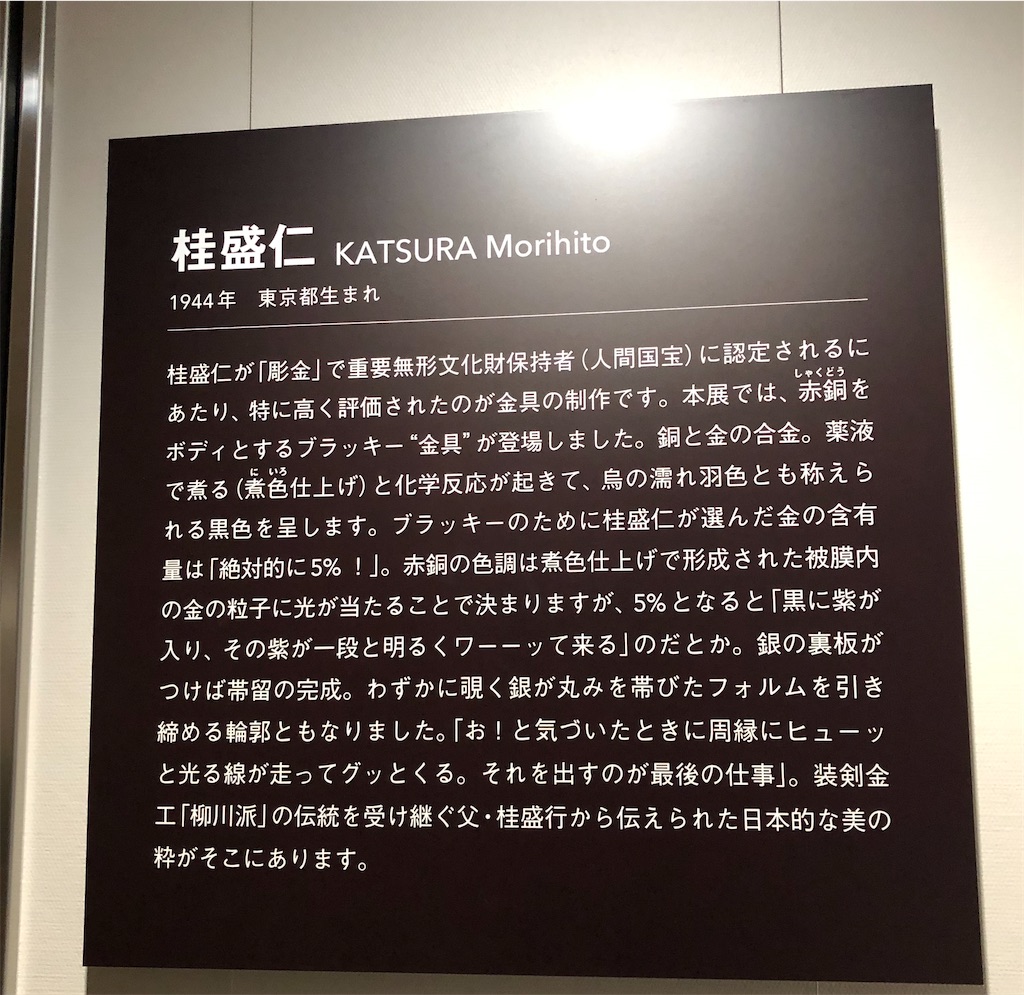 桂盛仁 KATSURA Morihito
1944年 東京都生まれ
桂盛仁が「彫金」で重要無形文化財保持者(人間国宝)に認定されるに
しゃくどう
あたり、特に高く評価されたのが金具の制作です。本展では、赤銅を
ボディとするブラッキー“金具”が登場しました。銅と金の合金。薬液
に いろ
で煮る(煮色仕上げ)と化学反応が起きて、烏の濡れ羽色とも称えら
れる黒色を呈します。ブラッキーのために桂盛仁が選んだ金の含有
量は「絶対的に5% !」。赤銅の色調は煮色仕上げで形成された被膜内
の金の粒子に光が当たることで決まりますが、5%となると「黒に紫が
入り、その紫が一段と明るくワーーッて来る」のだとか。銀の裏板が
つけば帯留の完成。わずかに覗く銀が丸みを帯びたフォルムを引き
締める輪郭ともなりました。「お!と気づいたときに周縁にヒューッ
と光る線が走ってグッとくる。それを出すのが最後の仕事」。装剣金
工「柳川派」の伝統を受け継ぐ父・桂盛行から伝えられた日本的な美の
粋がそこにあります。